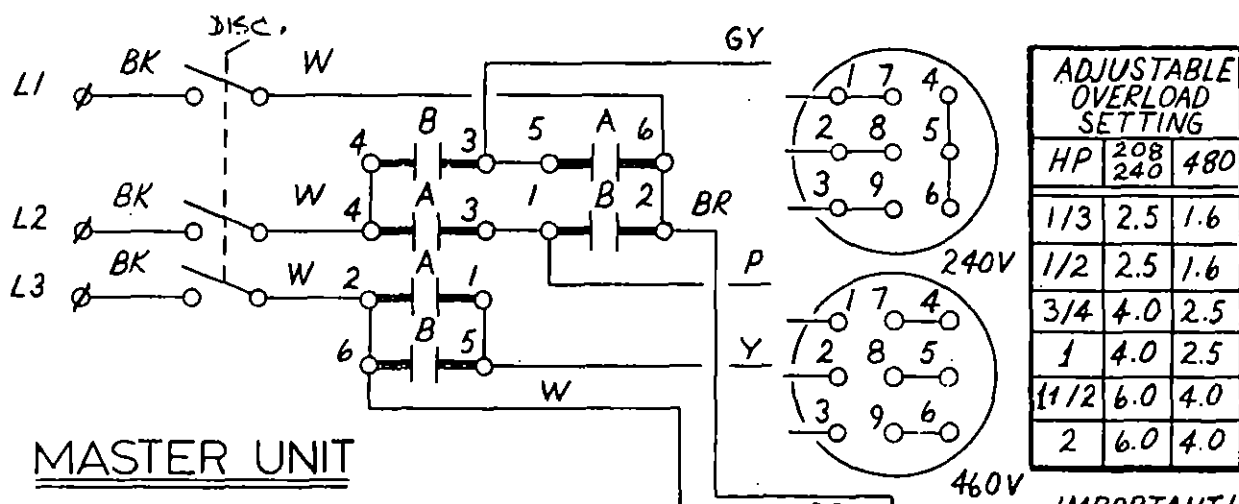 DISC.
L1 BK W
GY
4 B 3 5 A 6
L2 BK W 4 A 3 1 B 2 BR
L3 BK W 2 A 1
P
6 B 5 Y
W
MASTER UNIT
1 7 4
2 8 5
3 9 6
240V
1 7 4
2 8 5
3 9 6
460V
ADJUSTABLE
OVERLOAD
SETTING
HP 208 240 480
1/3 2.5 1.6
1/2 2.5 1.6
3/4 4.0 2.5
1 4.0 2.5
1 1/2 6.0 4.0
2 6.0 4.0